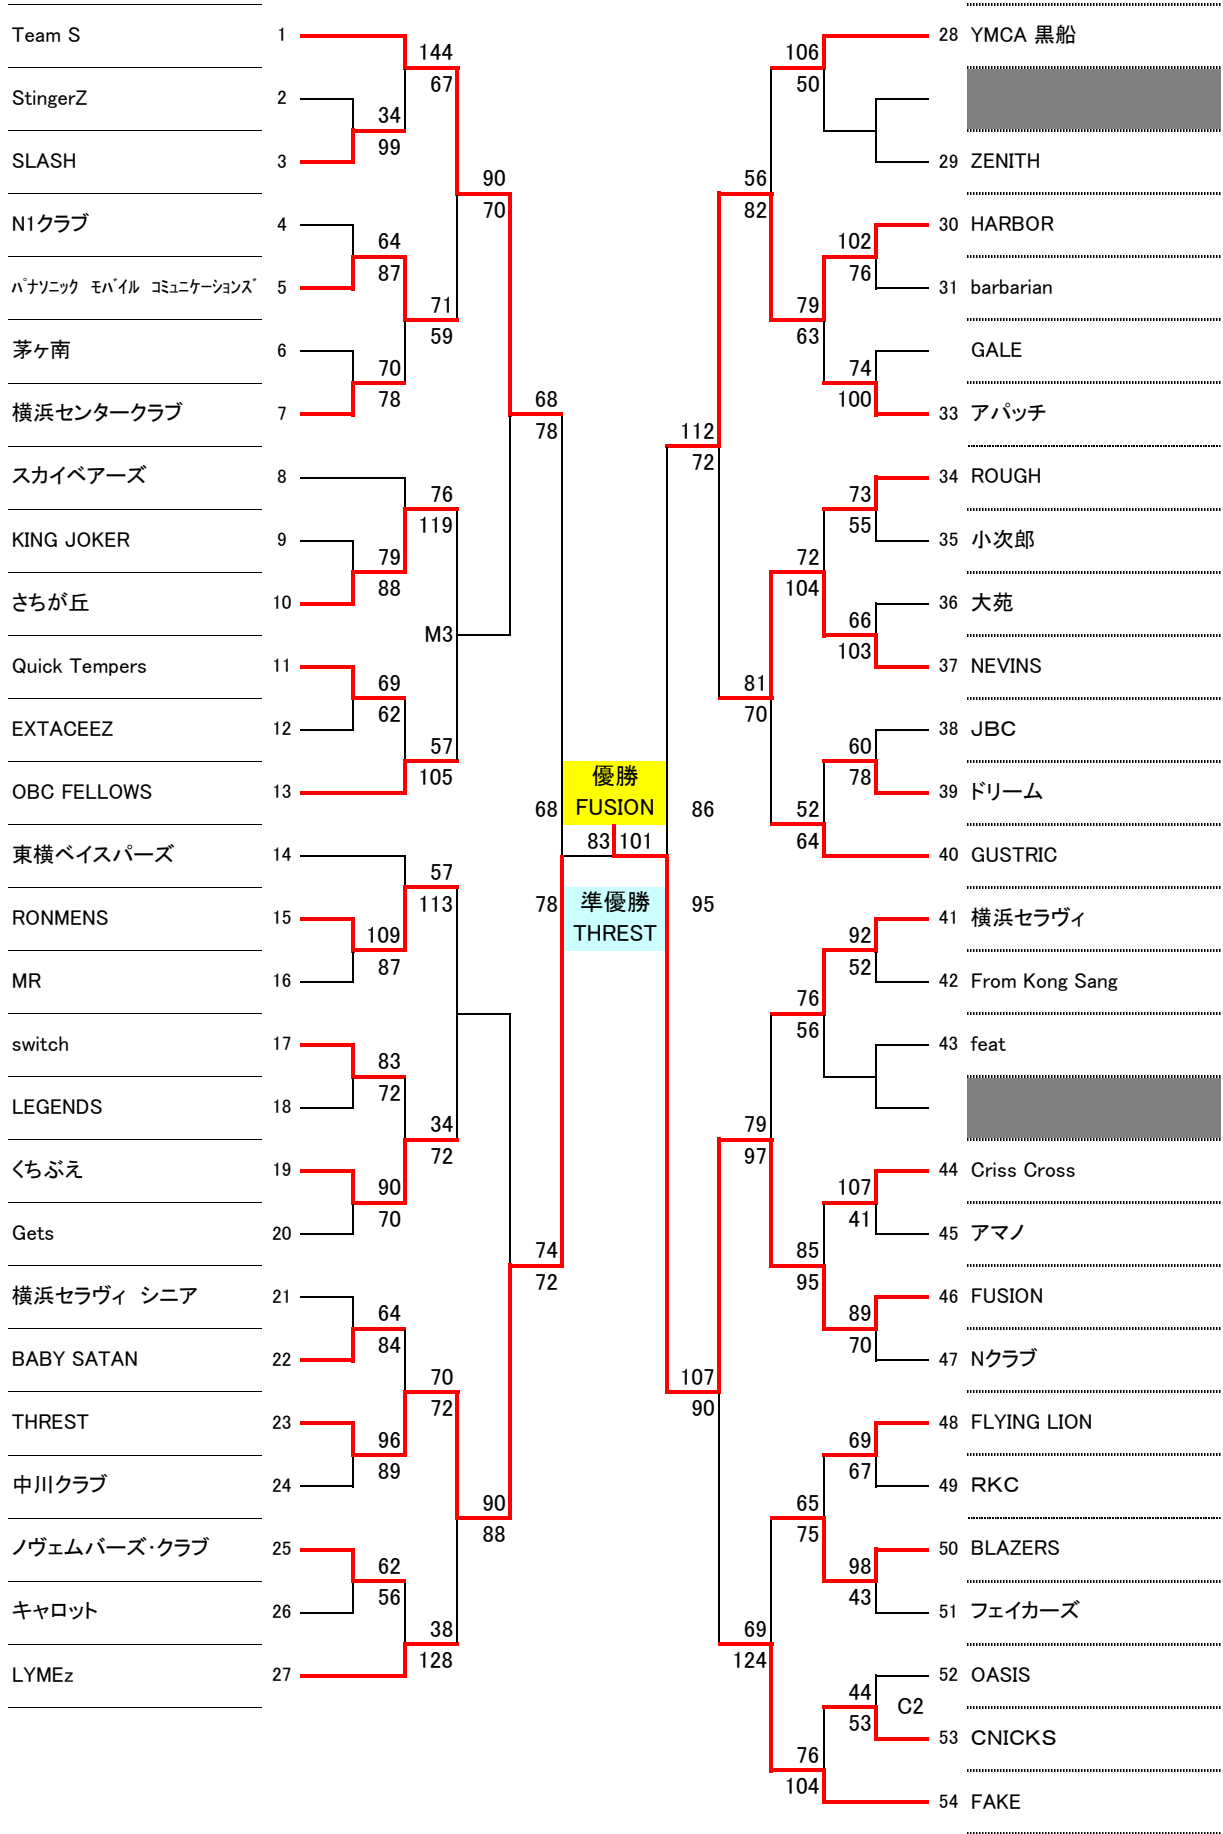 Team S 1
StingerZ 2
SLASH 3
N1クラブ 4
パナソニック モバイル コミュニケーションズ 5
茅ヶ南 6
横浜センタークラブ 7
スカイベアーズ 8
KING JOKER 9
さちが丘 10
Quick Tempers 11
EXTACEEZ 12
OBC FELLOWS 13
東横ベイスパーズ 14
RONMENS 15
MR 16
switch 17
LEGENDS 18
くちぶえ 19
Gets 20
横浜セラヴィ シニア 21
BABY SATAN 22
THREST 23
中川クラブ 24
ノヴェムバーズ・クラブ 25
キャロット 26
LYMEz 27
34
99
64
87
70
78
79
88
69
62
109
87
83
72
90
70
64
84
96
89
62
56
144
67
71
59
76
119
57
105
57
113
34
72
70
72
38
128
90
70
M3
90
88
68
78
74
72
68
78
優勝
FUSION
83 101
準優勝
THREST
86
95
112
72
107
90
56
82
81
70
79
97
69
124
106
50
79
63
72
104
52
64
76
56
85
95
65
75
76
104
102
76
74
100
73
55
66
103
60
78
92
52
107
41
89
70
69
67
98
43
44
53
C2
28 YMCA 黒船
29 ZENITH
30 HARBOR
31 barbarian
GALE
33 アパッチ
34 ROUGH
35 小次郎
36 大苑
37 NEVINS
38 JBC
39 ドリーム
40 GUSTRIC
41 横浜セラヴィ
42 From Kong Sang
43 feat
44 Criss Cross
45 アマノ
46 FUSION
47 Nクラブ
48 FLYING LION
49 RKC
50 BLAZERS
51 フェイカーズ
52 OASIS
53 CNICKS
54 FAKE